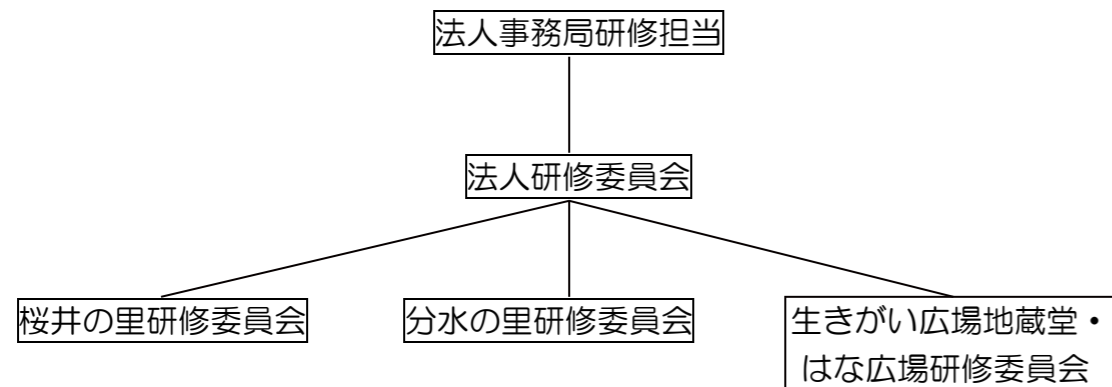 法人事務局研修担当
法人研修委員会
桜井の里研修委員会
分水の里研修委員会
生きがい広場地蔵堂・
はな広場研修委員会